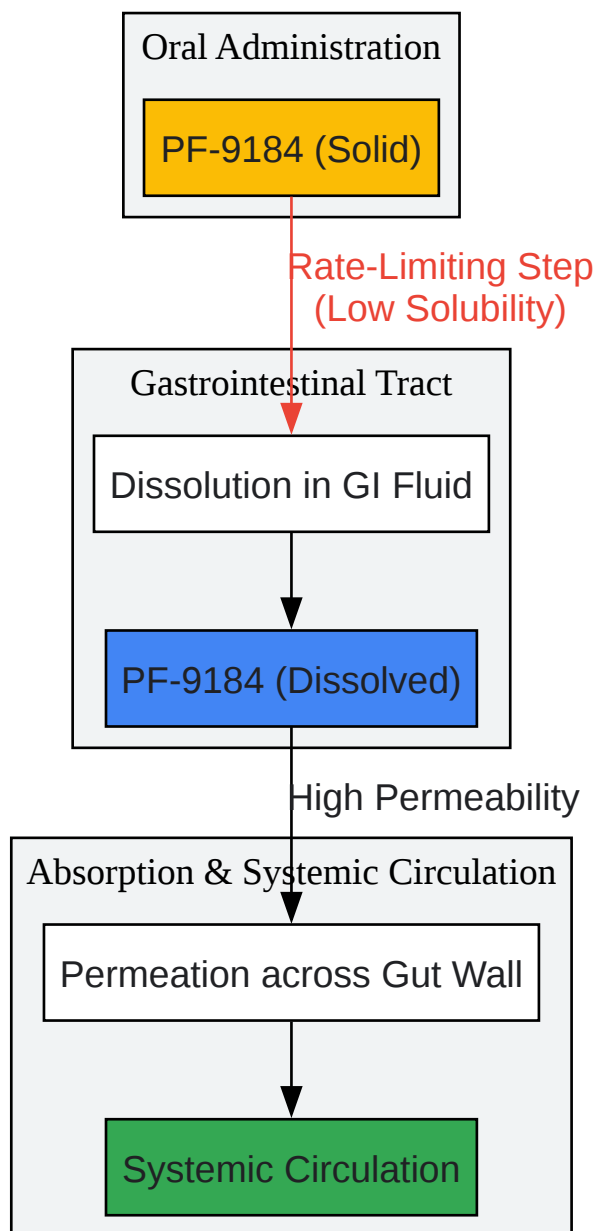 Oral Administration
PF-9184 (Solid)
Rate-Limiting Step
(Low Solubility)
Gastrointestinal Tract
Dissolution in GI Fluid
PF-9184 (Dissolved)
High Permeability
Absorption & Systemic Circulation
Permeation across Gut Wall
Systemic Circulation